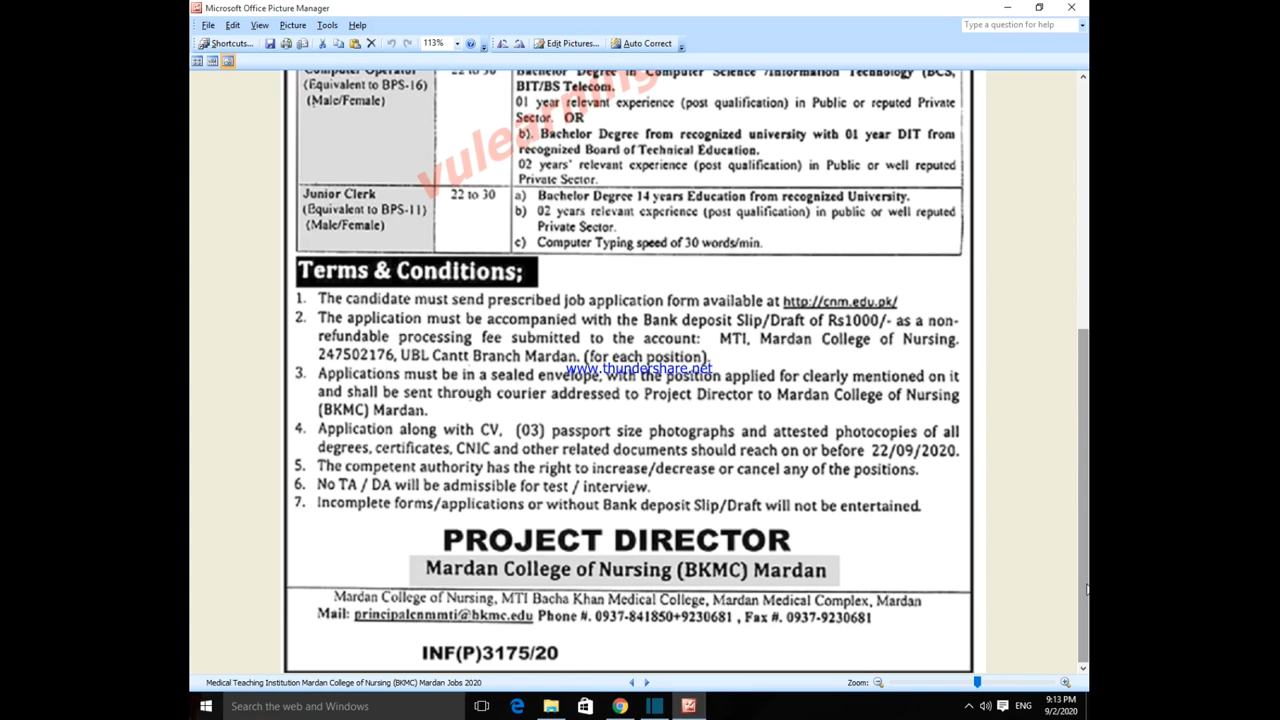 Microsoft Office Picture Manager
File Edit View Picture Tools Help
Type a question for help
Shortcuts...
113%
Edit Pictures...
Auto Correct
Computer Operator 22 to 30 Bachelor Degree in Computer Science /Information Technology (BCS,
(Equivalent to BPS-16) BIT/BS Telecom.
(Male/Female) 01 year relevant experience (post qualification) in Public or reputed Private
Sector. OR
b). Bachelor Degree from recognized university with 01 year DIT from
recognized Board of Technical Education.
02 years' relevant experience (post qualification) in Public or well reputed
Private Sector.
vulearning
Junior Clerk 22 to 30 a) Bachelor Degree 14 years Education from recognized University.
(Equivalent to BPS-11) b) 02 years relevant experience (post qualification) in public or well reputed
(Male/Female) Private Sector.
c) Computer Typing speed of 30 words/min.
Terms & Conditions;
1. The candidate must send prescribed job application form available at http://cnm.edu.pk/
2. The application must be accompanied with the Bank deposit Slip/Draft of Rs1000/- as a non-
refundable processing fee submitted to the account: MTI, Mardan College of Nursing.
247502176, UBL Cantt Branch Mardan. (for each position).
www.thundershare.net
3. Applications must be in a sealed envelope, with the position applied for clearly mentioned on it
and shall be sent through courier addressed to Project Director to Mardan College of Nursing
(BKMC) Mardan.
4. Application along with CV, (03) passport size photographs and attested photocopies of all
degrees, certificates, CNIC and other related documents should reach on or before 22/09/2020.
5. The competent authority has the right to increase/decrease or cancel any of the positions.
6. No TA / DA will be admissible for test / interview.
7. Incomplete forms/applications or without Bank deposit Slip/Draft will not be entertained.
PROJECT DIRECTOR
Mardan College of Nursing (BKMC) Mardan
Mardan College of Nursing, MTI Bacha Khan Medical College, Mardan Medical Complex, Mardan
Mail: principalcnmmti@bkmc.edu Phone #. 0937-841850+9230681 , Fax #. 0937-9230681
INF(P)3175/20
Medical Teaching Institution Mardan College of Nursing (BKMC) Mardan Jobs 2020
Zoom:
Search the web and Windows
ENG
9:13 PM
9/2/2020